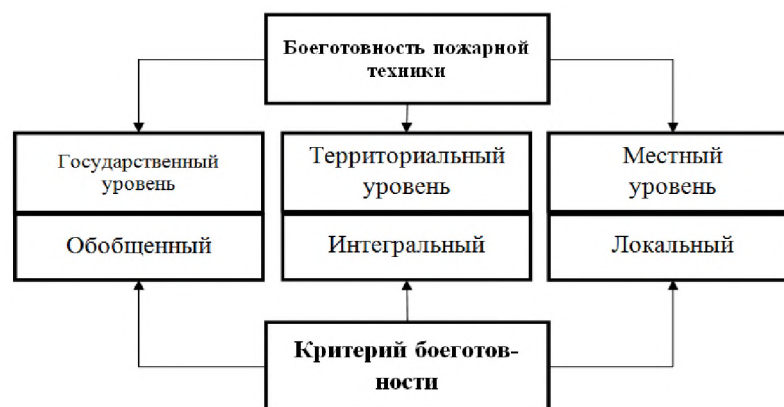 Боеготовность пожарной
техники
Государственный
уровень
Территориальный
уровень
Местный
уровень
Обобщенный
Интегральный
Локальный
Критерий боеготов-
ности